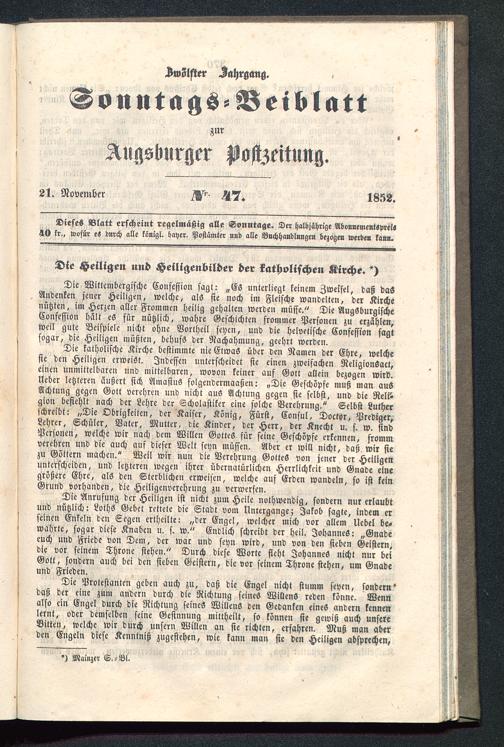 Zwölfter Jahrgang.
Sonntags-Beiblatt
zur
Augsburger Postzeitung.
21. November Nr. 47. 1852.
Dieses Blatt erscheint regelmäßig alle Sonntage. Der halbjährige Abonnementspreis
40 kr., wofür es durch alle königl. bayer. Postämter und alle Buchhandlungen bezogen werden kann.
Die Heiligen und Heiligenbilder der katholischen Kirche. *)
Die Wittenbergische Confession sagt: „Es unterliegt keinem Zweifel, daß das
Andenken jener Heiligen, welche, als sie noch im Fleische wandelten, der Kirche
nützten, im Herzen aller Frommen heilig gehalten werden müsse.“ Die Augsburgische
Confession hält es für nützlich, wahre Geschichten frommer Personen zu erzählen,
weil gute Beispiele nicht ohne Vortheil seyen, und die helvetische Confession sagt
sogar, die Heiligen müßten, behufs der Nachahmung, geehrt werden.
Die katholische Kirche bestimmte nie Etwas über den Namen der Ehre, welche
sie den Heiligen erweist. Indessen unterscheidet sie einen zweifachen Religionsact,
einen unmittelbaren und mittelbaren, wovon keiner auf Gott allein bezogen wird.
Ueber letzteren äußert sich Amasius folgendermaaßen: „Die Geschöpfe muß man aus
Achtung gegen Gott verehren und nicht aus Achtung gegen sie selbst, und die Reli-
gion befiehlt nach der Lehre der Scholastiker eine solche Verehrung.“ Selbst Luther
schreibt: „Die Obrigkeiten, der Kaiser, König, Fürst, Consul, Doctor, Prediger,
Lehrer, Schüler, Vater, Mutter, die Kinder, der Herr, der Knecht u. s. w. sind
Personen, welche wir nach dem Willen Gottes für seine Geschöpfe erkennen, fromm
verehren und die auch auf dieser Welt seyn müssen. Aber er will nicht, daß wir sie
zu Göttern machen.“ Weil wir nun die Verehrung Gottes von jener der Heiligen
unterscheiden, und letzteren wegen ihrer übernatürlichen Herrlichkeit und Gnade eine
größere Ehre, als den Sterblichen erweisen, welche auf Erden wandeln, so ist kein
Grund vorhanden, die Heiligenverehrung zu verwerfen.
Die Anrufung der Heiligen ist nicht zum Heile nothwendig, sondern nur erlaubt
und nützlich: Loths Gebet rettete die Stadt vom Untergange; Jakob sagte, indem er
seinen Enkeln den Segen ertheilte: „der Engel, welcher mich vor allem Uebel be-
wahrte, sogar diese Knaben u. s. w.“ Endlich schreibt der heil. Johannes: „Gnade
euch und Friede von Dem, der war und seyn wird, und von den sieben Geistern,
die vor seinem Throne stehen.“ Durch diese Worte fleht Johannes nicht nur bei
Gott, sondern auch bei den sieben Geistern, die vor seinem Throne stehen, um Gnade
und Frieden.
Die Protestanten geben auch zu, daß die Engel nicht stumm seyen, sondern
daß der eine zum andern durch die Richtung seines Willens reden könne. Wenn
also ein Engel durch die Richtung seines Willens den Gedanken eines andern kennen
lernt, oder demselben seine Gesinnung mittheilt, so können sie gewiß auch unsere
Bitten, welche wir durch unsern Willen an sie richten, erfahren. Muß man aber
den Engeln diese Kenntniß zugestehen, wie kann man sie den Heiligen absprechen,
*) Mainzer S.-Bl.